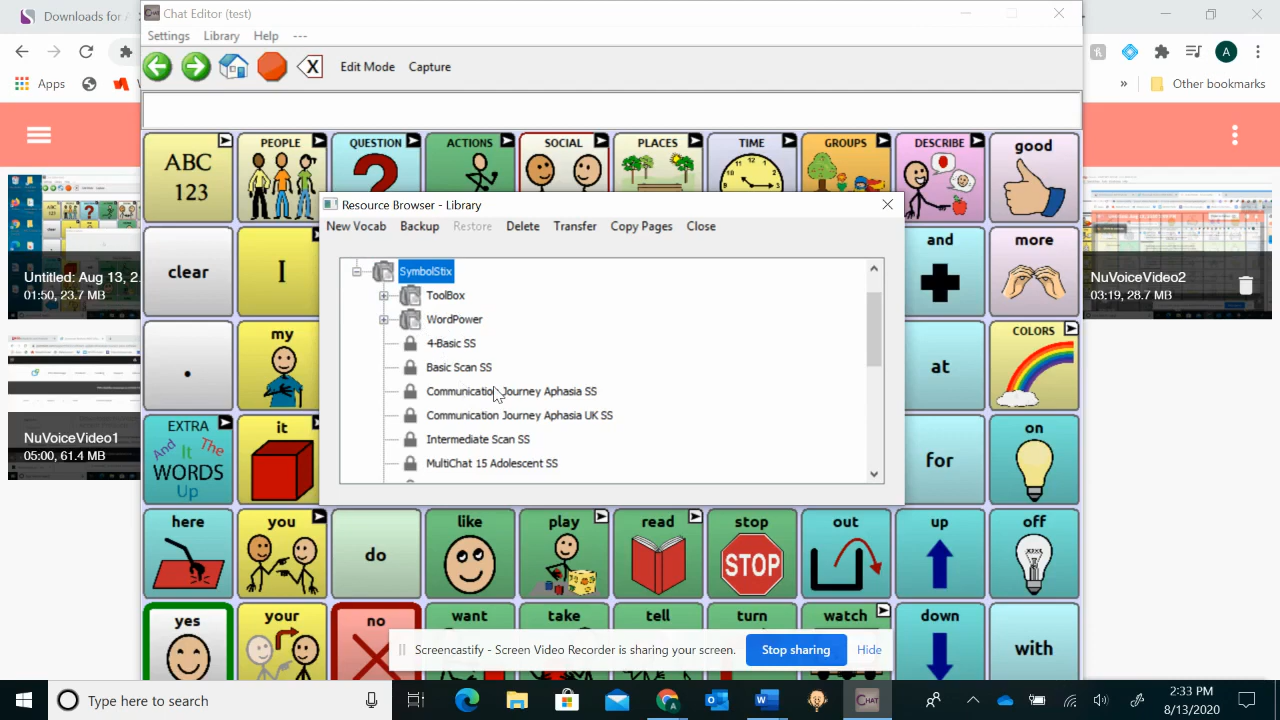 Downloads for
Chat Editor (test)
Settings Library Help ---
Edit Mode Capture
Apps
Other bookmarks
A
ABC
123
PEOPLE
QUESTION
?
ACTIONS
SOCIAL
PLACES
TIME
GROUPS
DESCRIBE
good
Resource Browser - Library
New Vocab Backup Restore Delete Transfer Copy Pages Close
SymbolStix
ToolBox
WordPower
4-Basic SS
Basic Scan SS
Communication Journey Aphasia SS
Communication Journey Aphasia UK SS
Intermediate Scan SS
MultiChat 15 Adolescent SS
clear
I
and
more
.
my
at
COLORS
EXTRA
And It The
WORDS
Up
it
for
on
here
you
do
like
play
read
stop
STOP
out
up
off
yes
your
no
want
take
tell
turn
watch
down
with
Untitled: Aug 13, 2
01:50, 23.7 MB
NuVoiceVideo1
05:00, 61.4 MB
NuVoiceVideo2
03:19, 28.7 MB
Screencastify - Screen Video Recorder is sharing your screen.
Stop sharing
Hide
Type here to search
CHAT
2:33 PM
8/13/2020